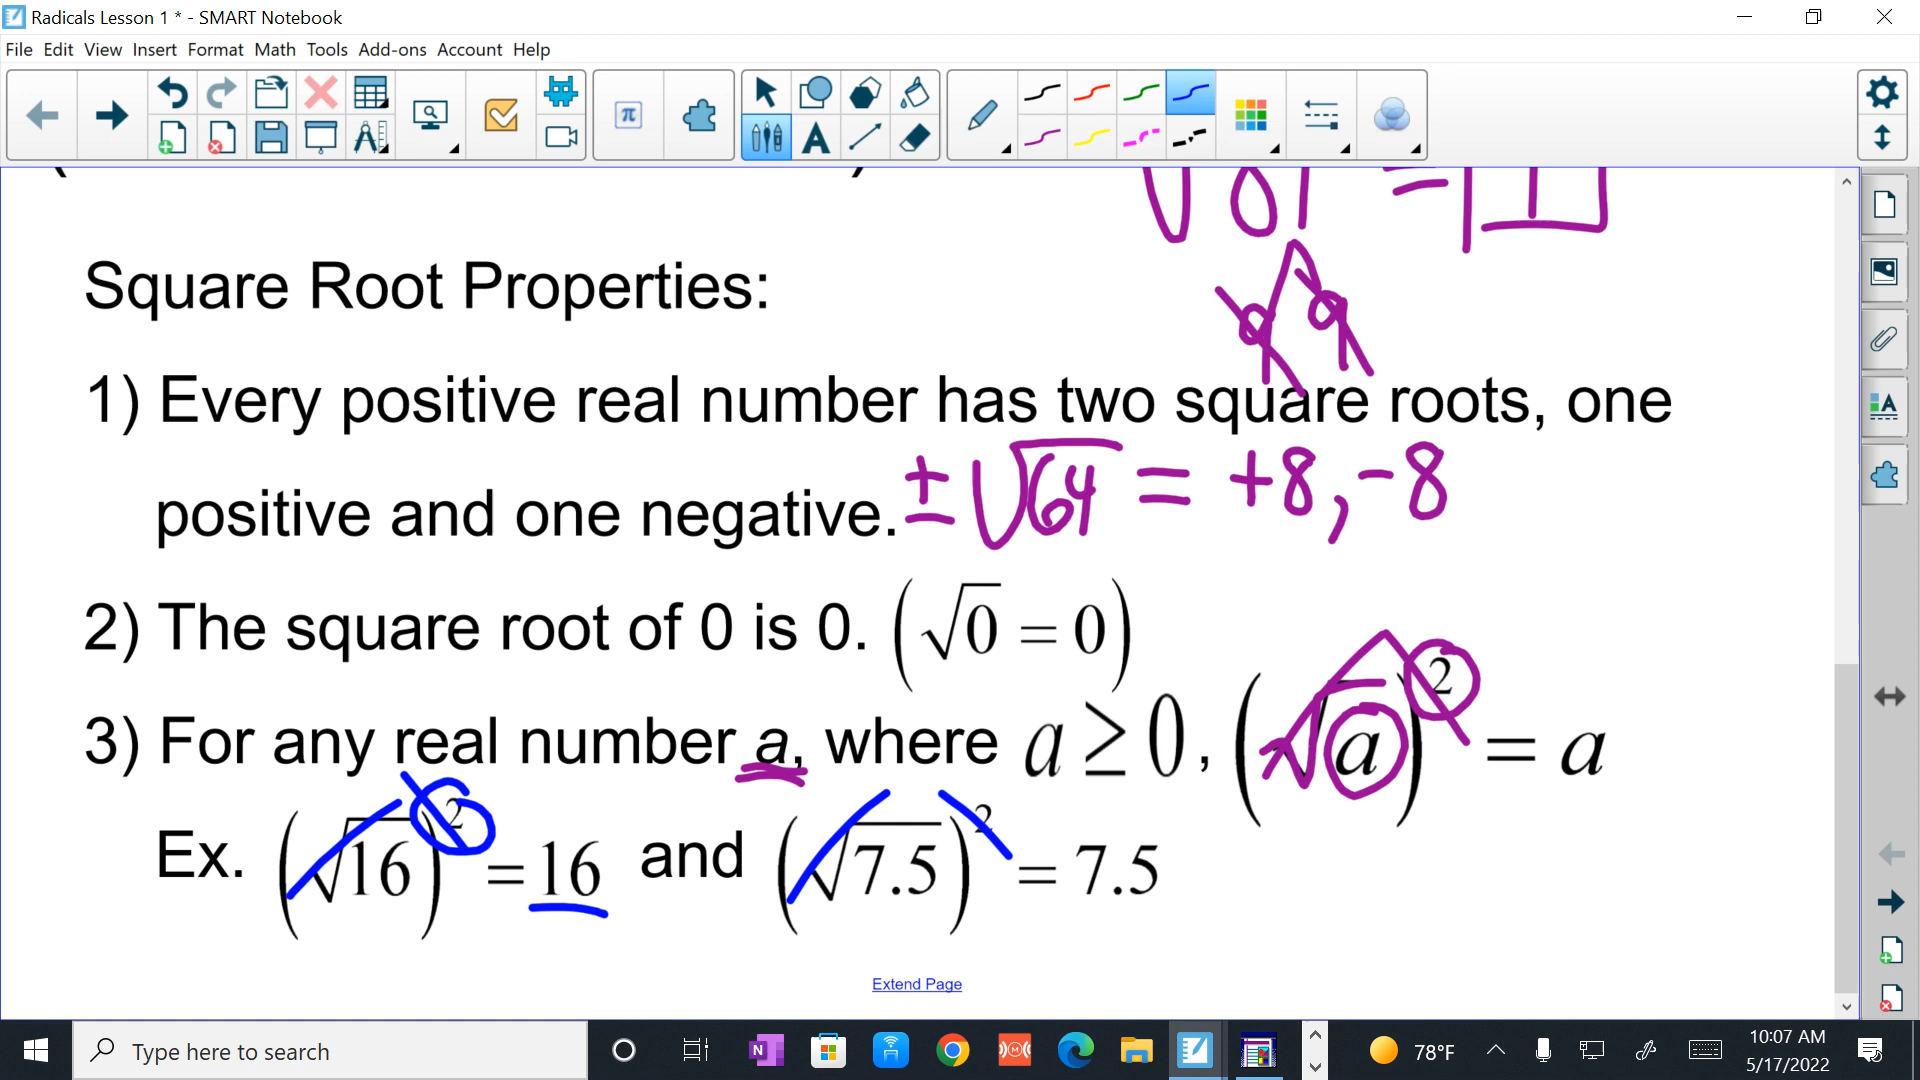 Radicals Lesson 1 * - SMART Notebook
File Edit View Insert Format Math Tools Add-ons Account Help
√81 =
9 9
Square Root Properties:
1) Every positive real number has two square roots, one
positive and one negative. ±√64 = +8, -8
2) The square root of 0 is 0. (√0 = 0)
3) For any real number a, where a ≥ 0, (√a)² = a
Ex. (√16)² = 16 and (√7.5)² = 7.5
Extend Page
Type here to search
78°F
10:07 AM
5/17/2022